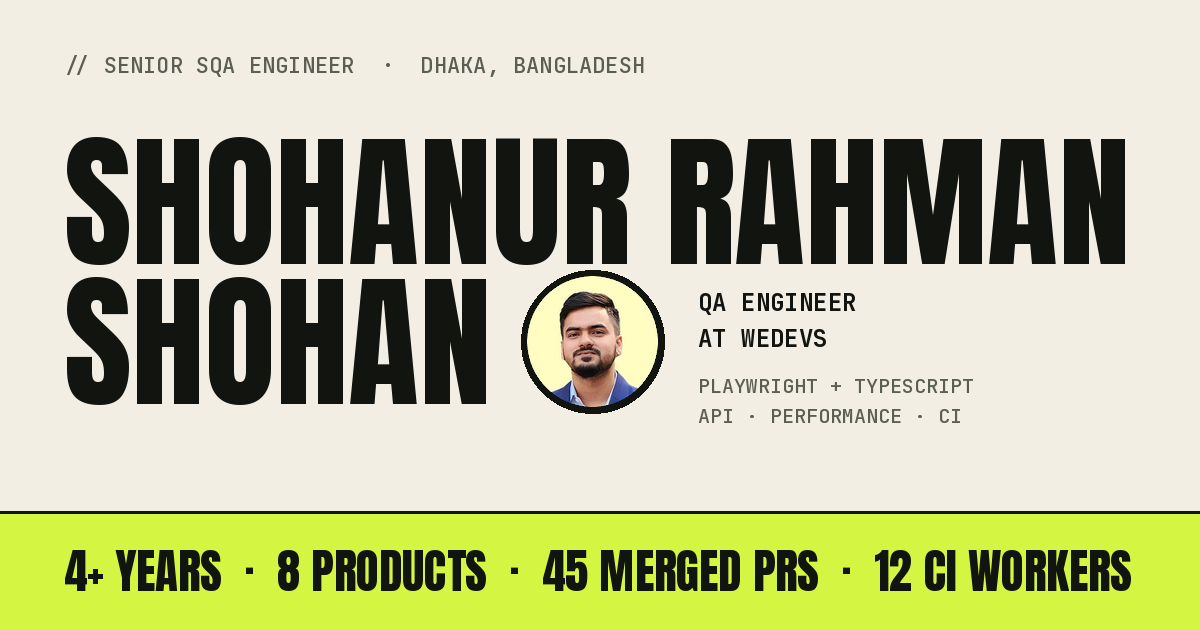 // SENIOR SQA ENGINEER · DHAKA, BANGLADESH
SHOHANUR RAHMAN
SHOHAN
QA ENGINEER
AT WEDEVS
PLAYWRIGHT + TYPESCRIPT
API · PERFORMANCE · CI
4+ YEARS · 8 PRODUCTS · 45 MERGED PRS · 12 CI WORKERS